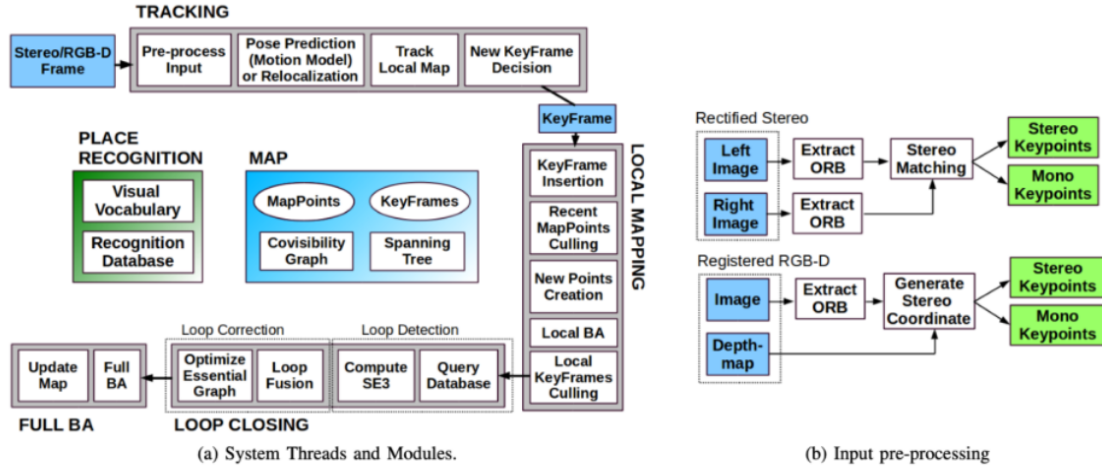 TRACKING
Stereo/RGB-D
Frame
Pre-process
Input
Pose Prediction
(Motion Model)
or Relocalization
Track
Local Map
New KeyFrame
Decision
KeyFrame
PLACE
RECOGNITION
Visual
Vocabulary
Recognition
Database
MAP
MapPoints
KeyFrames
Covisibility
Graph
Spanning
Tree
LOCAL MAPPING
KeyFrame
Insertion
Recent
MapPoints
Culling
New Points
Creation
Local BA
Local
KeyFrames
Culling
Loop Correction
Loop Detection
Update
Map
Full
BA
Optimize
Essential
Graph
Loop
Fusion
Compute
SE3
Query
Database
FULL BA
LOOP CLOSING
(a) System Threads and Modules.
Rectified Stereo
Left
Image
Extract
ORB
Stereo
Matching
Stereo
Keypoints
Mono
Keypoints
Right
Image
Extract
ORB
Registered RGB-D
Image
Extract
ORB
Generate
Stereo
Coordinate
Stereo
Keypoints
Mono
Keypoints
Depth-
map
(b) Input pre-processing